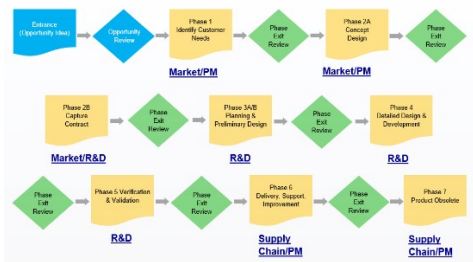 Entrance
(Opportunity Idea)
Opportunity
Review
Phase 1
Identify Customer
Needs
Phase
Exit
Review
Phase 2A
Concept
Design
Phase
Exit
Review
Market/PM
Market/PM
Phase 2B
Capture
Contract
Phase
Exit
Review
Phase 3A/B
Planning &
Preliminary Design
Phase
Exit
Review
Phase 4
Detailed Design &
Development
Market/R&D
R&D
R&D
Phase
Exit
Review
Phase 5 Verification
& Validation
Phase
Exit
Review
Phase 6
Delivery, Support,
Improvement
Phase
Exit
Review
Phase 7
Product Obsolete
R&D
Supply
Chain/PM
Supply
Chain/PM